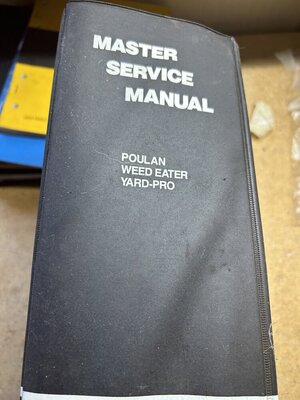 MASTER
SERVICE
MANUAL
POULAN
WEED EATER
YARD-PRO